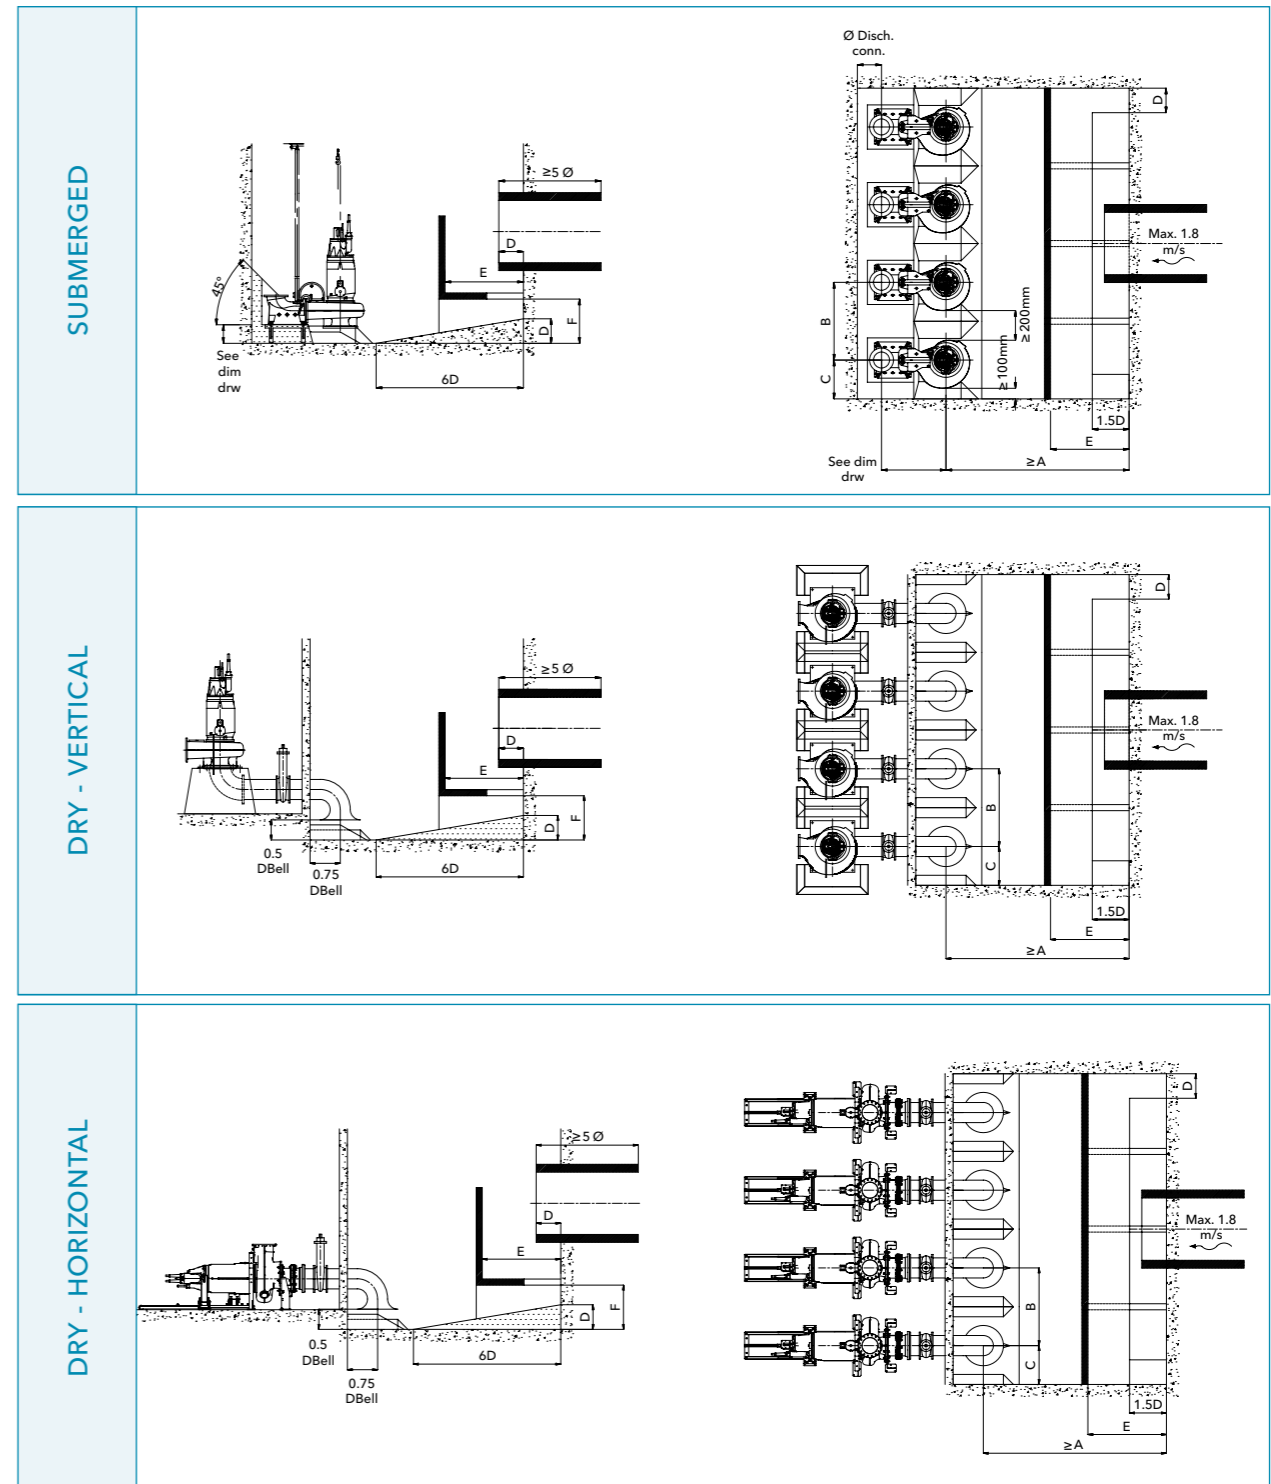 SUBMERGED
≥5 Ø
D
E
45°
D
F
See
dim
drw
6D
Ø Disch.
conn.
D
Max. 1.8
m/s
B
≥200mm
≥100mm
C
1.5D
E
See dim
drw
≥A
DRY - VERTICAL
≥5 Ø
D
E
D
F
0.5
DBell
0.75
DBell
6D
D
Max. 1.8
m/s
B
C
1.5D
E
≥A
DRY - HORIZONTAL
≥5 Ø
D
E
D
F
0.5
DBell
0.75
DBell
6D
D
Max. 1.8
m/s
B
C
1.5D
E
≥A